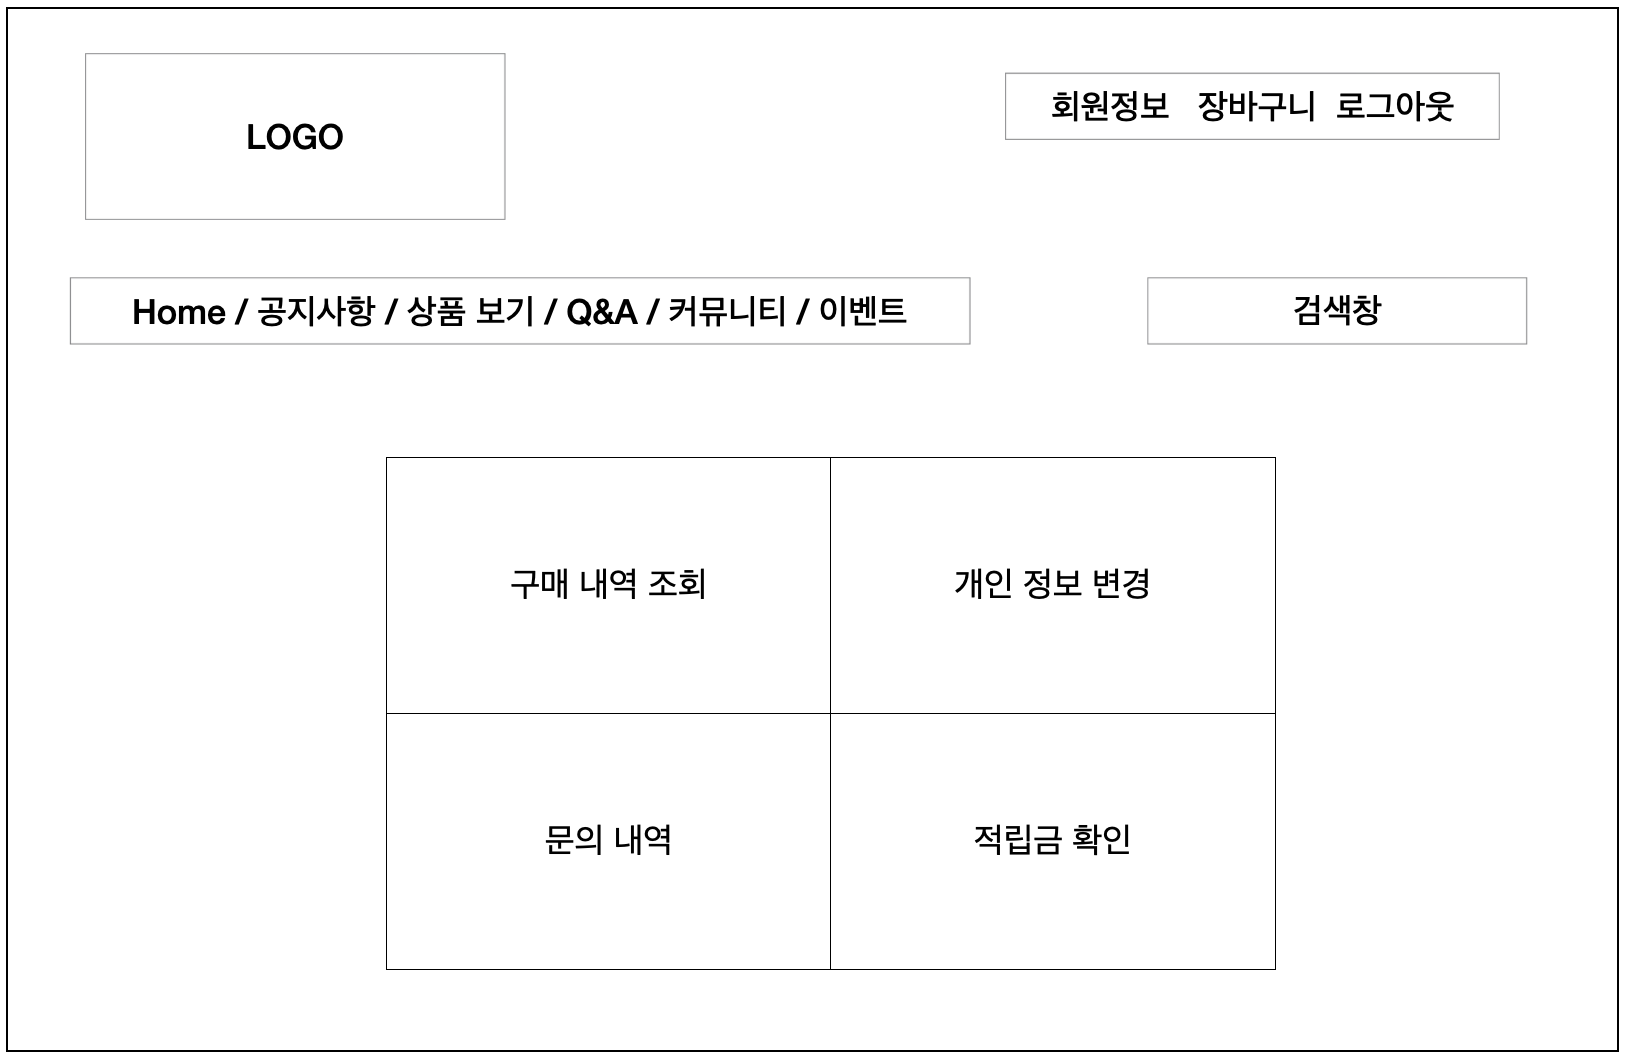 LOGO
회원정보 장바구니 로그아웃
Home / 공지사항 / 상품 보기 / Q&A / 커뮤니티 / 이벤트
검색창
구매 내역 조회
개인 정보 변경
문의 내역
적립금 확인